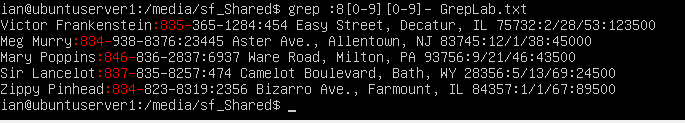 ian@ubuntuserver1:/media/sf_Shared$ grep :8[0-9][0-9]- GrepLab.txt
Victor Frankenstein:835-365-1284:454 Easy Street, Decatur, IL 75732:2/28/53:123500
Meg Murry:834-938-8376:23445 Aster Ave., Allentown, NJ 83745:12/1/38:45000
Mary Poppins:846-836-2837:6937 Ware Road, Milton, PA 93756:9/21/46:43500
Sir Lancelot:837-835-8257:474 Camelot Boulevard, Bath, WY 28356:5/13/69:24500
Zippy Pinhead:834-823-8319:2356 Bizarro Ave., Farmount, IL 84357:1/1/67:89500
ian@ubuntuserver1:/media/sf_Shared$ _